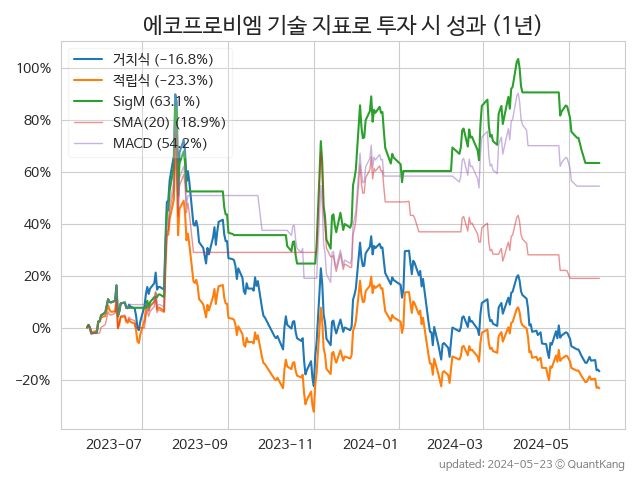 에코프로비엠 기술 지표로 투자 시 성과 (1년)
거치식 (−16.8%)
적립식 (−23.3%)
SigM (63.1%)
SMA(20) (18.9%)
MACD (54.2%)
100%
80%
60%
40%
20%
0%
−20%
2023-07 2023-09 2023-11 2024-01 2024-03 2024-05
updated: 2024-05-23 © QuantKang